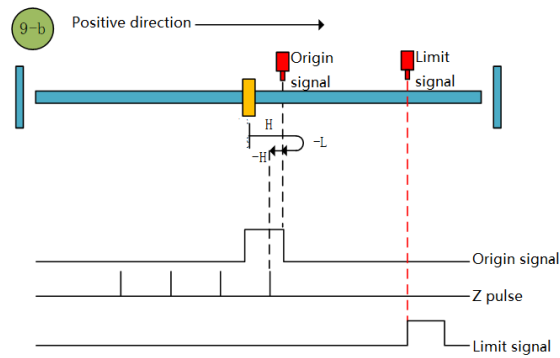 9-b
Positive direction
Origin
signal
Limit
signal
H
-L
-H
Origin signal
Z pulse
Limit signal